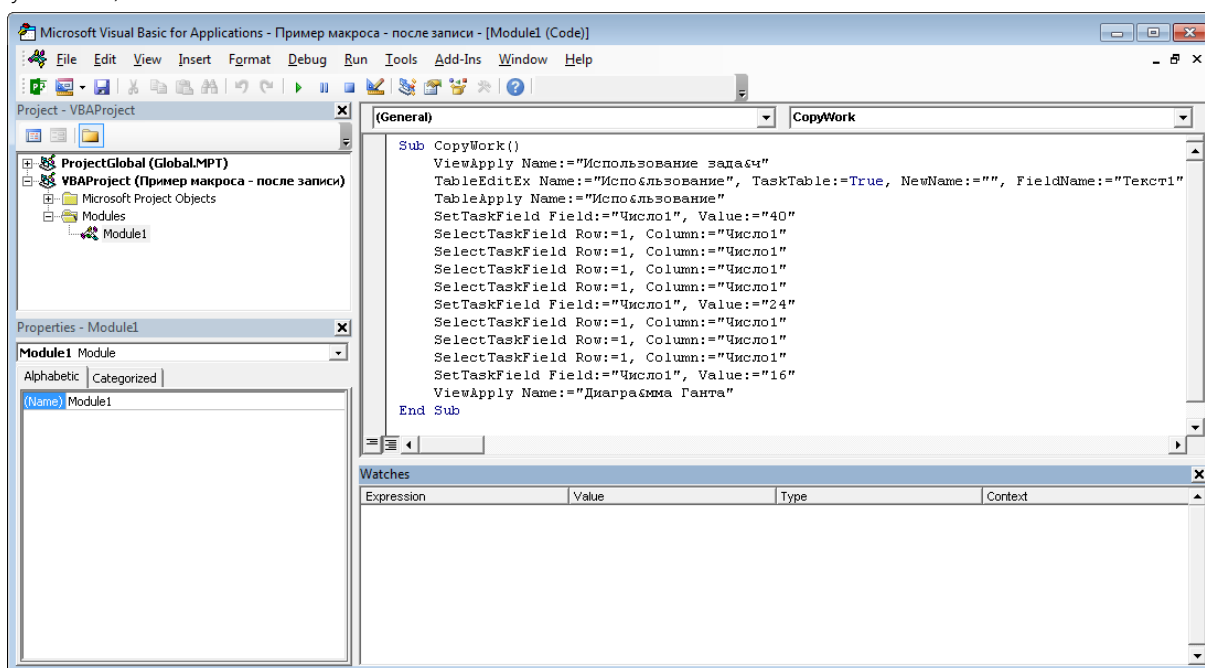 Microsoft Visual Basic for Applications - Пример макроса - после записи - [Module1 (Code)]
File Edit View Insert Format Debug Run Tools Add-Ins Window Help
Project - VBAProject
ProjectGlobal (Global.MPT)
VBAProject (Пример макроса - после записи)
Microsoft Project Objects
Modules
Module1
Properties - Module1
Module1 Module
Alphabetic Categorized
(Name) Module1
(General) CopyWork
Sub CopyWork()
ViewApply Name:="Использование зада&ч"
TableEditEx Name:="Испо&льзование", TaskTable:=True, NewName:="", FieldName:="Текст1"
TableApply Name:="Испо&льзование"
SetTaskField Field:="Число1", Value:="40"
SelectTaskField Row:=1, Column:="Число1"
SelectTaskField Row:=1, Column:="Число1"
SelectTaskField Row:=1, Column:="Число1"
SetTaskField Field:="Число1", Value:="24"
SelectTaskField Row:=1, Column:="Число1"
SelectTaskField Row:=1, Column:="Число1"
SelectTaskField Row:=1, Column:="Число1"
SetTaskField Field:="Число1", Value:="16"
ViewApply Name:="Диагра&мма Ганта"
End Sub
Watches
Expression Value Type Context